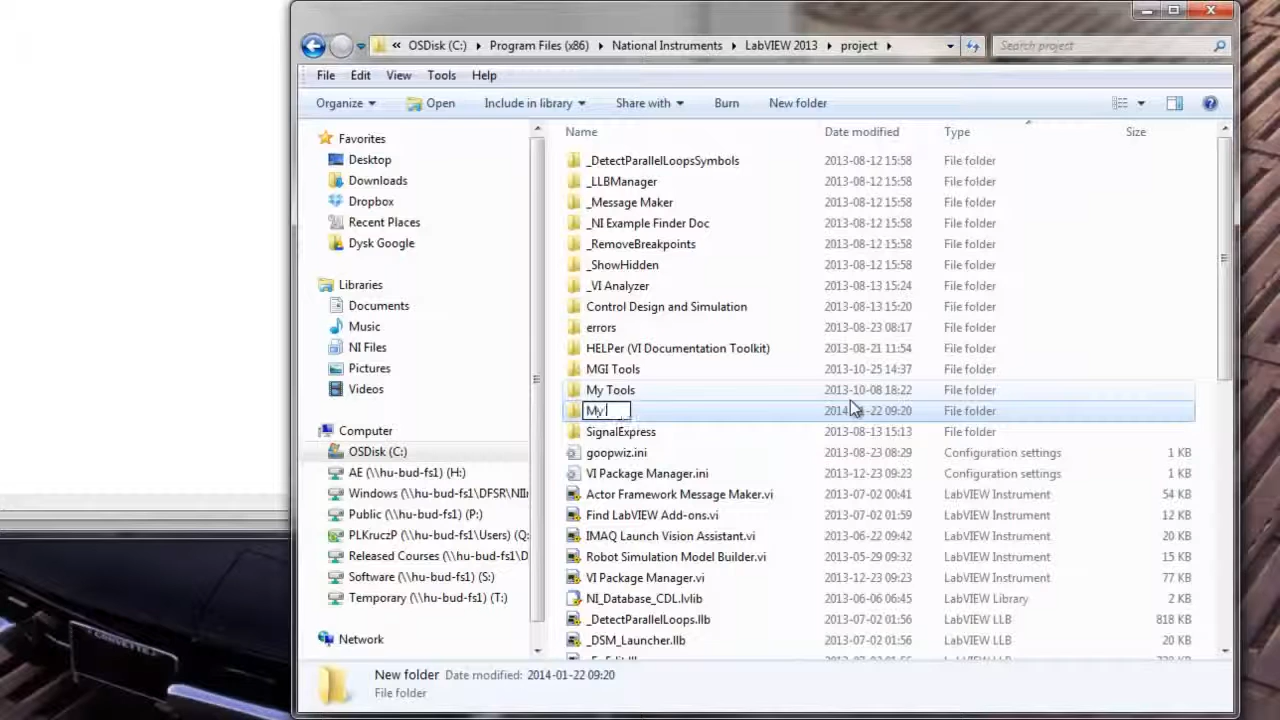 « OSDisk (C:) ▸ Program Files (x86) ▸ National Instruments ▸ LabVIEW 2013 ▸ project ▸ Search project
File Edit View Tools Help
Organize Open Include in library Share with Burn New folder
Name Date modified Type Size
Favorites
Desktop
Downloads
Dropbox
Recent Places
Dysk Google
Libraries
Documents
Music
NI Files
Pictures
Videos
Computer
OSDisk (C:)
AE (\\hu-bud-fs1) (H:)
Windows (\\hu-bud-DFSR\NIIn
Public (\\hu-bud-fs1) (P:)
PLKruczP (\\hu-bud-fs1\Users) (Q:
Released Courses (\\hu-bud-fs1\D
Software (\\hu-bud-fs1) (S:)
Temporary (\\hu-bud-fs1) (T:)
Network
_DetectParallelLoopsSymbols 2013-08-12 15:58 File folder
_LLBManager 2013-08-12 15:58 File folder
_Message Maker 2013-08-12 15:58 File folder
_NI Example Finder Doc 2013-08-12 15:58 File folder
_RemoveBreakpoints 2013-08-12 15:58 File folder
_ShowHidden 2013-08-12 15:58 File folder
_VI Analyzer 2013-08-13 15:24 File folder
Control Design and Simulation 2013-08-13 15:20 File folder
errors 2013-08-23 08:17 File folder
HELPer (VI Documentation Toolkit) 2013-08-21 11:54 File folder
MGI Tools 2013-10-25 14:37 File folder
My Tools 2013-10-08 18:22 File folder
My 2014- -22 09:20 File folder
SignalExpress 2013-08-13 15:13 File folder
goopwiz.ini 2013-08-23 08:29 Configuration settings 1 KB
VI Package Manager.ini 2013-12-23 09:23 Configuration settings 1 KB
Actor Framework Message Maker.vi 2013-07-02 00:41 LabVIEW Instrument 54 KB
Find LabVIEW Add-ons.vi 2013-07-02 01:59 LabVIEW Instrument 12 KB
IMAQ Launch Vision Assistant.vi 2013-06-22 09:42 LabVIEW Instrument 20 KB
Robot Simulation Model Builder.vi 2013-05-29 09:32 LabVIEW Instrument 15 KB
VI Package Manager.vi 2013-12-23 09:23 LabVIEW Instrument 77 KB
NI_Database_CDL.lvlib 2013-06-06 06:45 LabVIEW Library 2 KB
_DetectParallelLoops.llb 2013-07-02 01:56 LabVIEW LLB 818 KB
_DSM_Launcher.llb 2013-07-02 01:56 LabVIEW LLB 20 KB
New folder Date modified: 2014-01-22 09:20
File folder